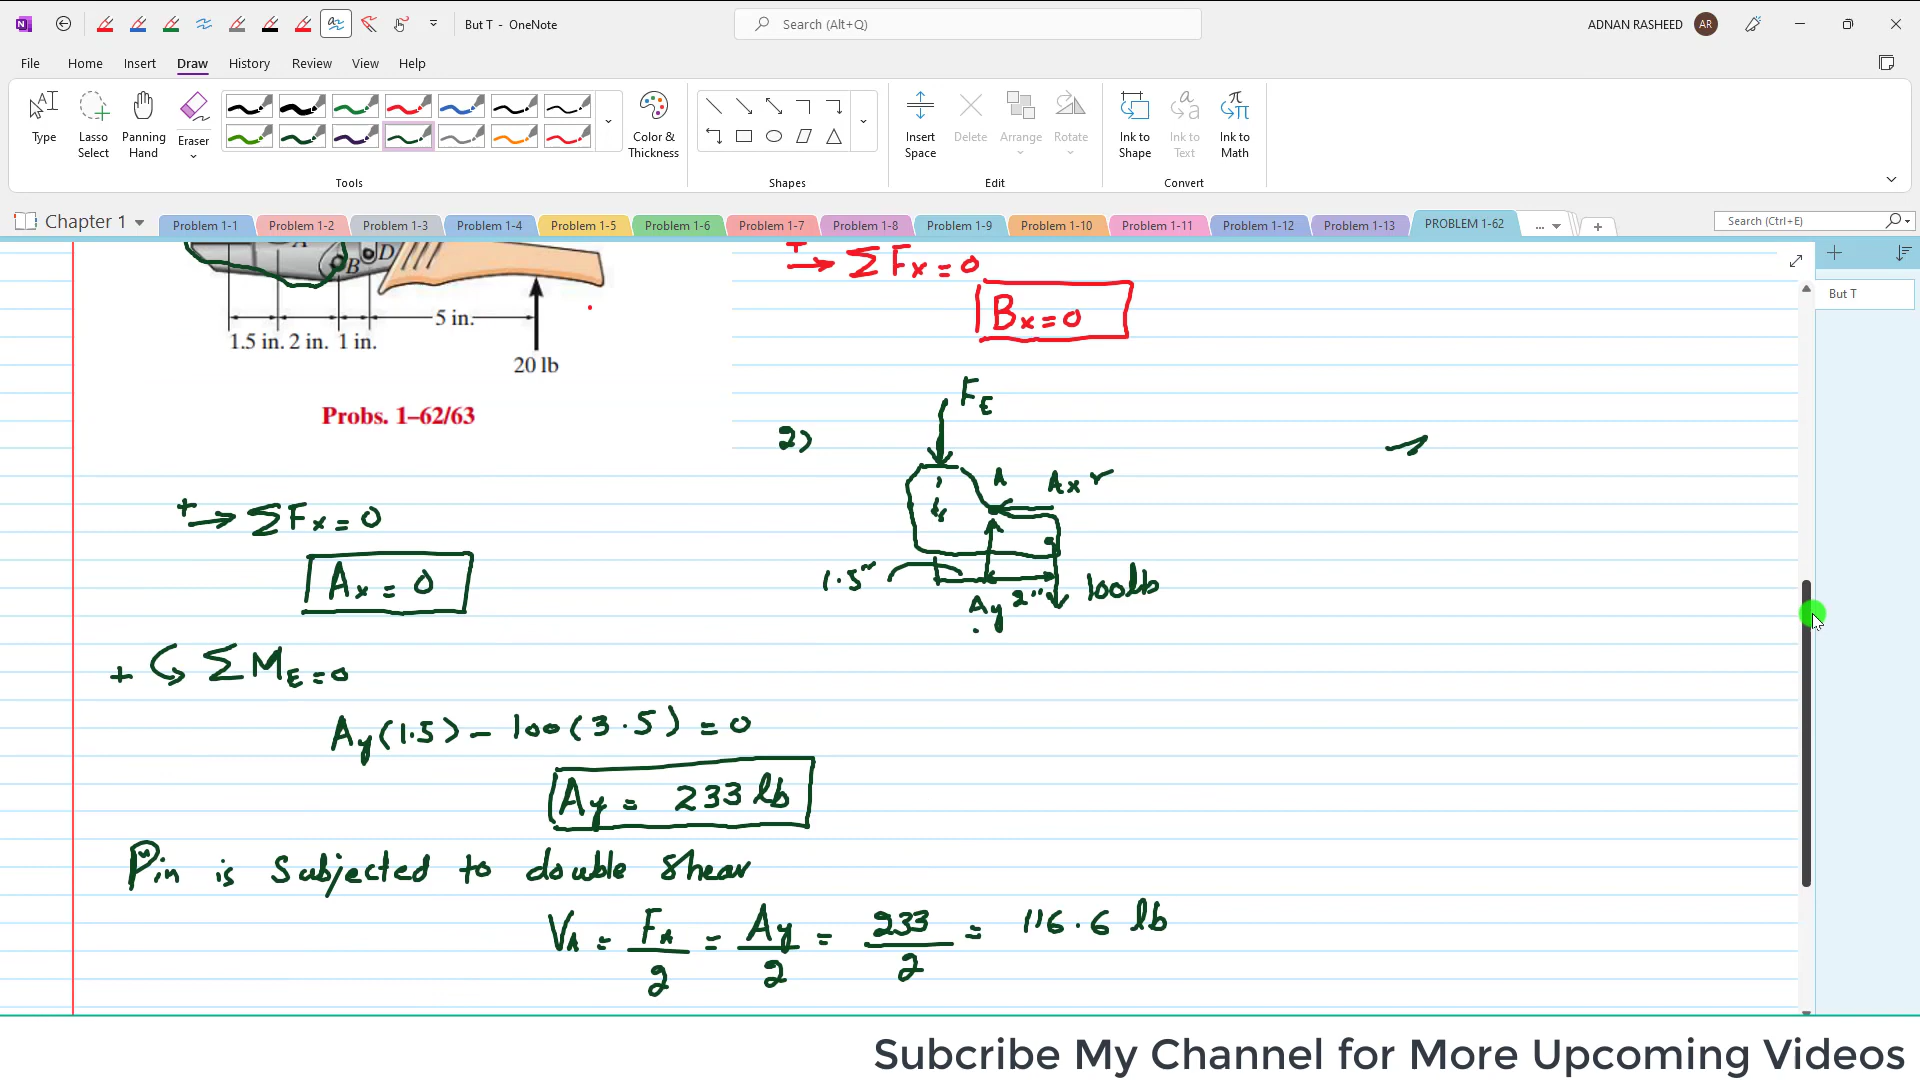 But T - OneNote
Search (Alt+Q)
ADNAN RASHEED AR
File Home Insert Draw History Review View Help
Type
Lasso Select
Panning Hand
Eraser
Color & Thickness
Insert Space
Delete
Arrange
Rotate
Ink to Shape
Ink to Text
Ink to Math
Tools
Shapes
Edit
Convert
Chapter 1
Problem 1-1 Problem 1-2 Problem 1-3 Problem 1-4 Problem 1-5 Problem 1-6 Problem 1-7 Problem 1-8 Problem 1-9 Problem 1-10 Problem 1-11 Problem 1-12 Problem 1-13 PROBLEM 1-62 ...
Search (Ctrl+E)
But T
B D
5 in.
1.5 in. 2 in. 1 in.
20 lb
Probs. 1–62/63
+→ ΣFx = 0
Bx = 0
2)
FE
A Ax
1.5"
Ay 2" 100 lb
+→ ΣFx = 0
Ax = 0
+ ΣME = 0
Ay(1.5) - 100(3.5) = 0
Ay = 233 lb
Pin is Subjected to double Shear
VA = FA/2 = Ay/2 = 233/2 = 116.6 lb
Subcribe My Channel for More Upcoming Videos